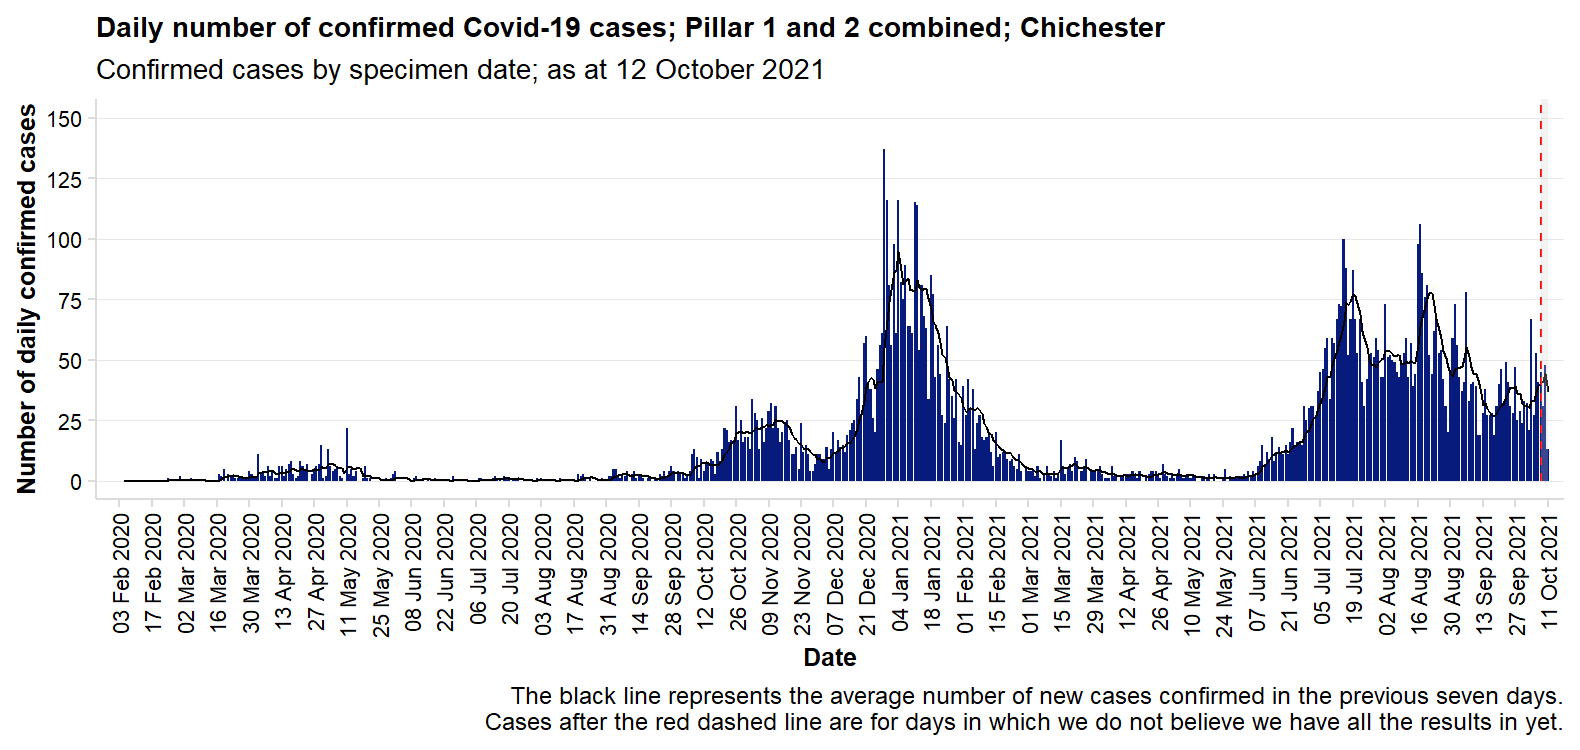 Daily number of confirmed Covid-19 cases; Pillar 1 and 2 combined; Chichester
Confirmed cases by specimen date; as at 12 October 2021
Number of daily confirmed cases
150
125
100
75
50
25
0
03 Feb 2020
17 Feb 2020
02 Mar 2020
16 Mar 2020
30 Mar 2020
13 Apr 2020
27 Apr 2020
11 May 2020
25 May 2020
08 Jun 2020
22 Jun 2020
06 Jul 2020
20 Jul 2020
03 Aug 2020
17 Aug 2020
31 Aug 2020
14 Sep 2020
28 Sep 2020
12 Oct 2020
26 Oct 2020
09 Nov 2020
23 Nov 2020
07 Dec 2020
21 Dec 2020
04 Jan 2021
18 Jan 2021
01 Feb 2021
15 Feb 2021
01 Mar 2021
15 Mar 2021
29 Mar 2021
12 Apr 2021
26 Apr 2021
10 May 2021
24 May 2021
07 Jun 2021
21 Jun 2021
05 Jul 2021
19 Jul 2021
02 Aug 2021
16 Aug 2021
30 Aug 2021
13 Sep 2021
27 Sep 2021
11 Oct 2021
Date
The black line represents the average number of new cases confirmed in the previous seven days.
Cases after the red dashed line are for days in which we do not believe we have all the results in yet.